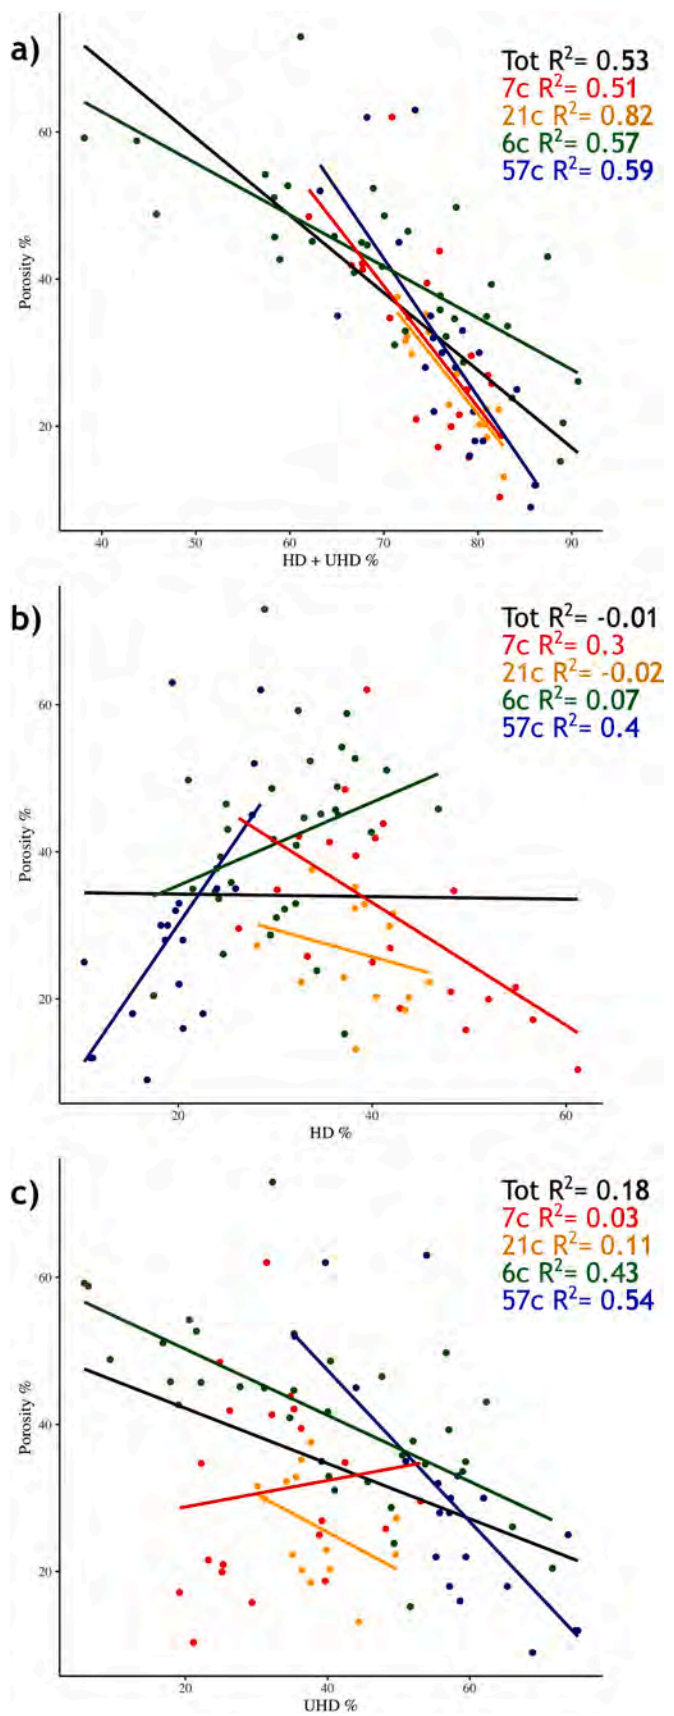 a)
Tot R²= 0.53
7c R²= 0.51
21c R²= 0.82
6c R²= 0.57
57c R²= 0.59
60
40
20
Porosity %
40 50 60 70 80 90
HD + UHD %
b)
Tot R²= -0.01
7c R²= 0.3
21c R²= -0.02
6c R²= 0.07
57c R²= 0.4
60
40
20
Porosity %
20 40 60
HD %
c)
Tot R²= 0.18
7c R²= 0.03
21c R²= 0.11
6c R²= 0.43
57c R²= 0.54
60
40
20
Porosity %
20 40 60
UHD %